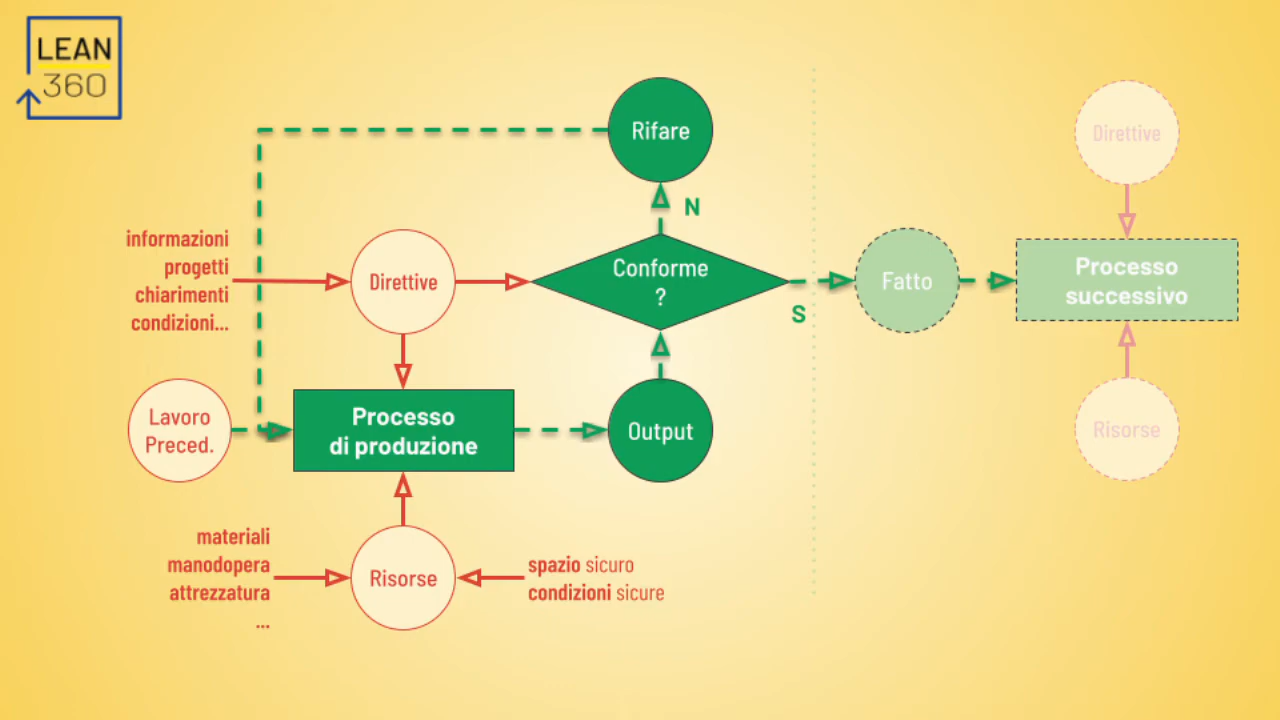 LEAN
360
Rifare
Direttive
N
informazioni
progetti
chiarimenti
condizioni...
Direttive
Conforme
?
S
Fatto
Processo
successivo
Lavoro
Preced.
Processo
di produzione
Output
Risorse
materiali
manodopera
attrezzatura
...
Risorse
spazio sicuro
condizioni sicure